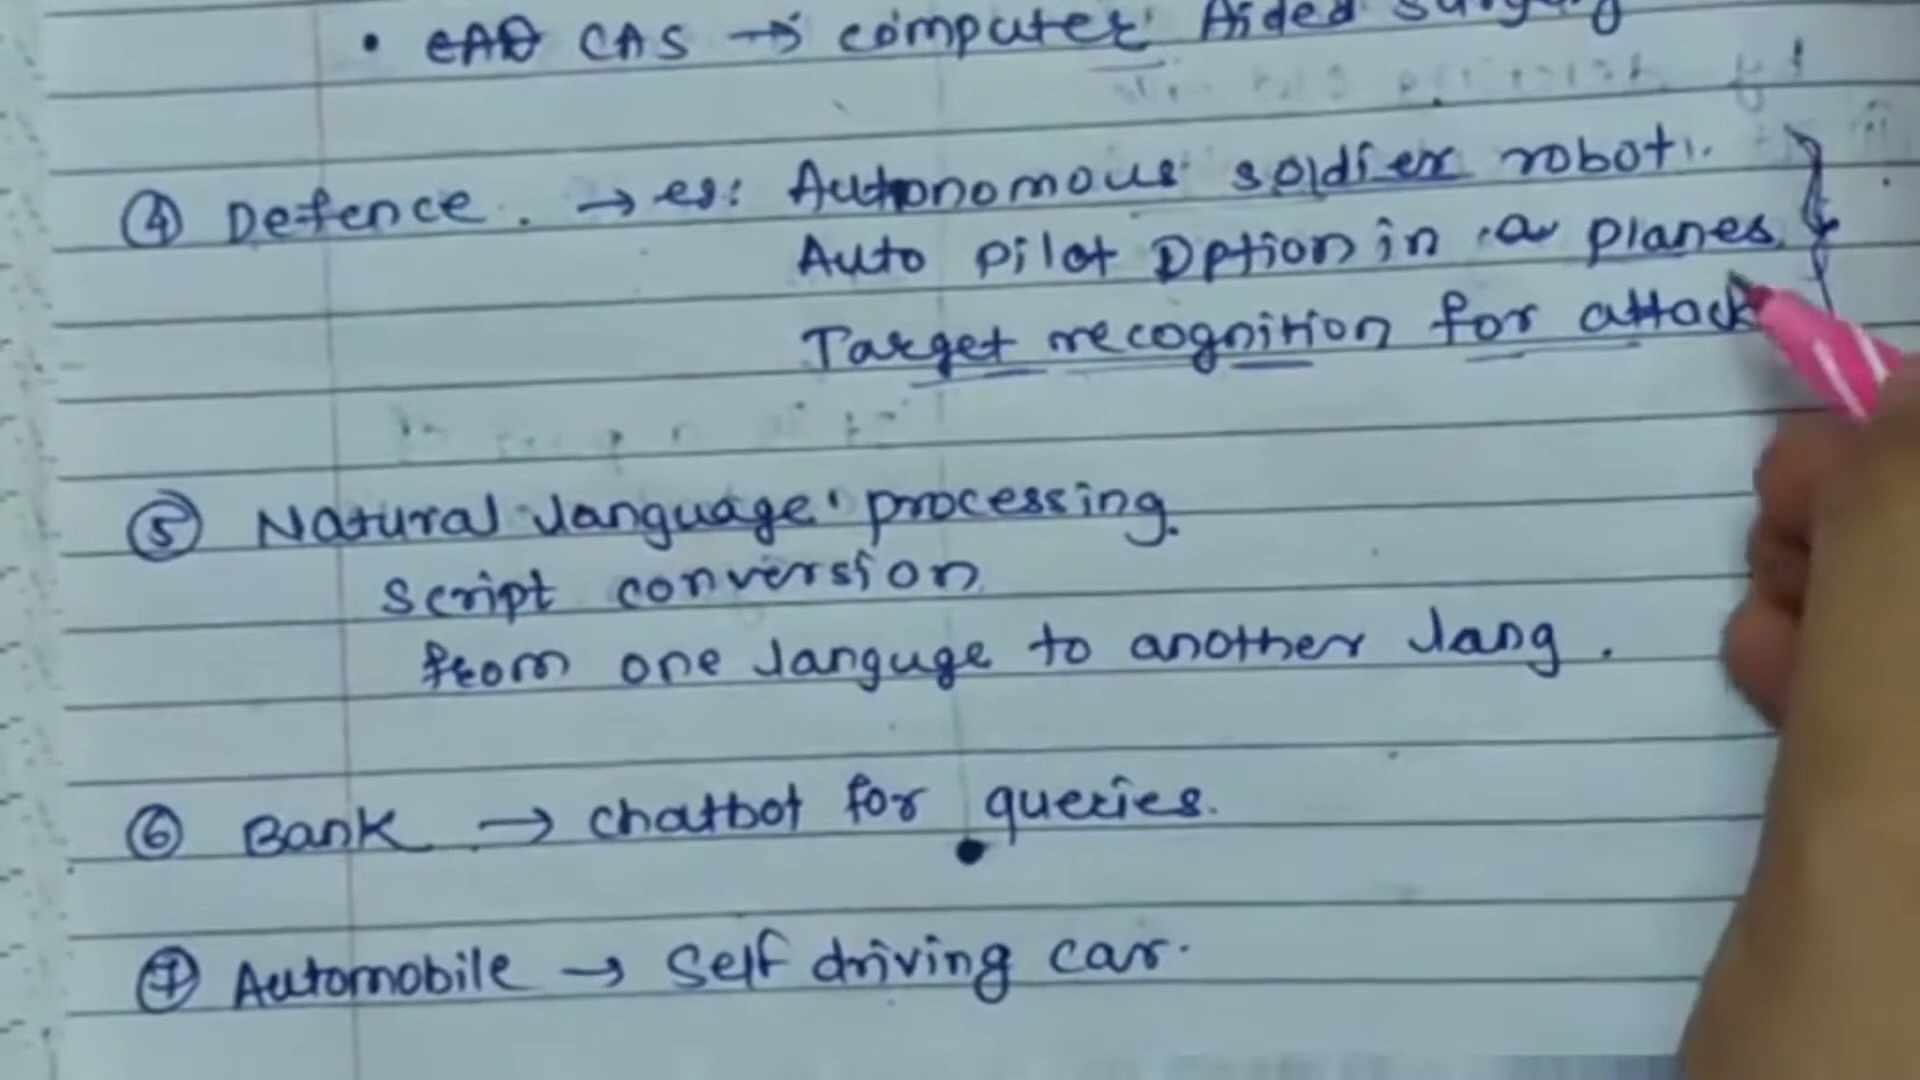 • CAD CAS → computer Aided surgery
④ Defence. → eg: Autonomous soldier robot.
Auto pilot Option in a planes
Target recognition for attack
⑤ Natural language processing.
script conversion
from one languge to another lang.
⑥ Bank → chatbot for queries.
⑦ Automobile → Self driving car.